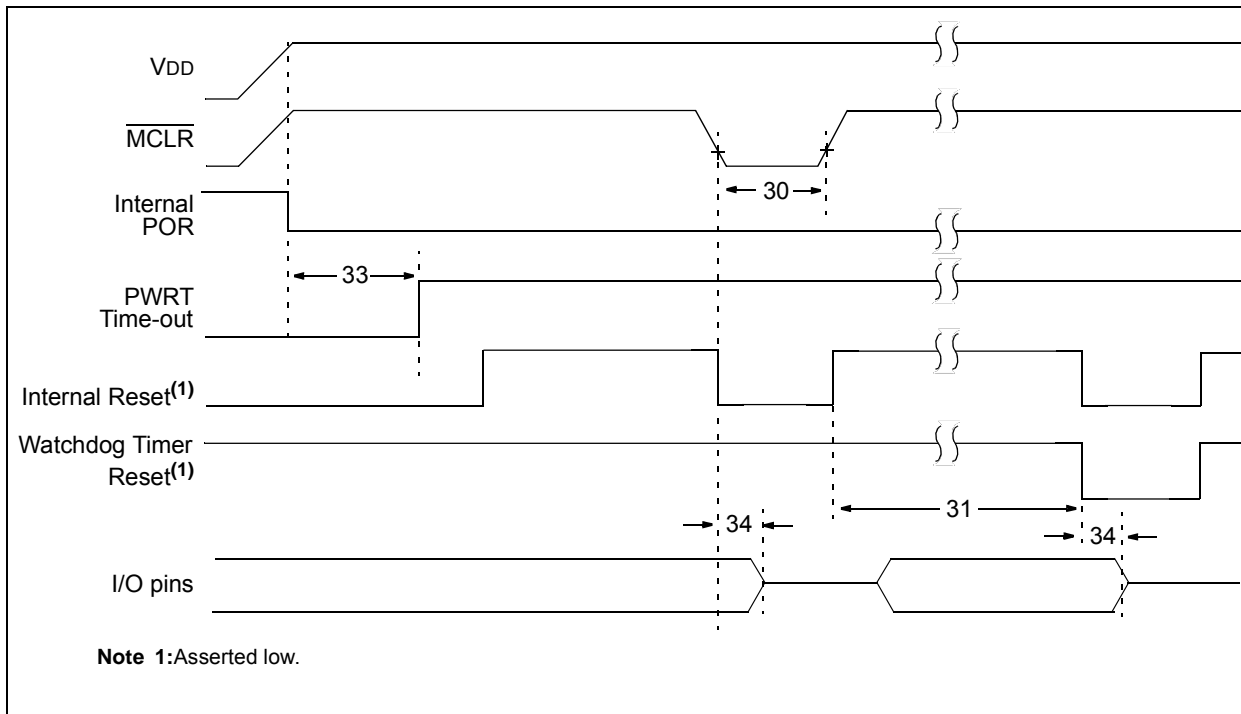 VDD
MCLR
30
Internal
POR
33
PWRT
Time-out
Internal Reset(1)
Watchdog Timer
Reset(1)
31
34
34
I/O pins
Note 1:Asserted low.